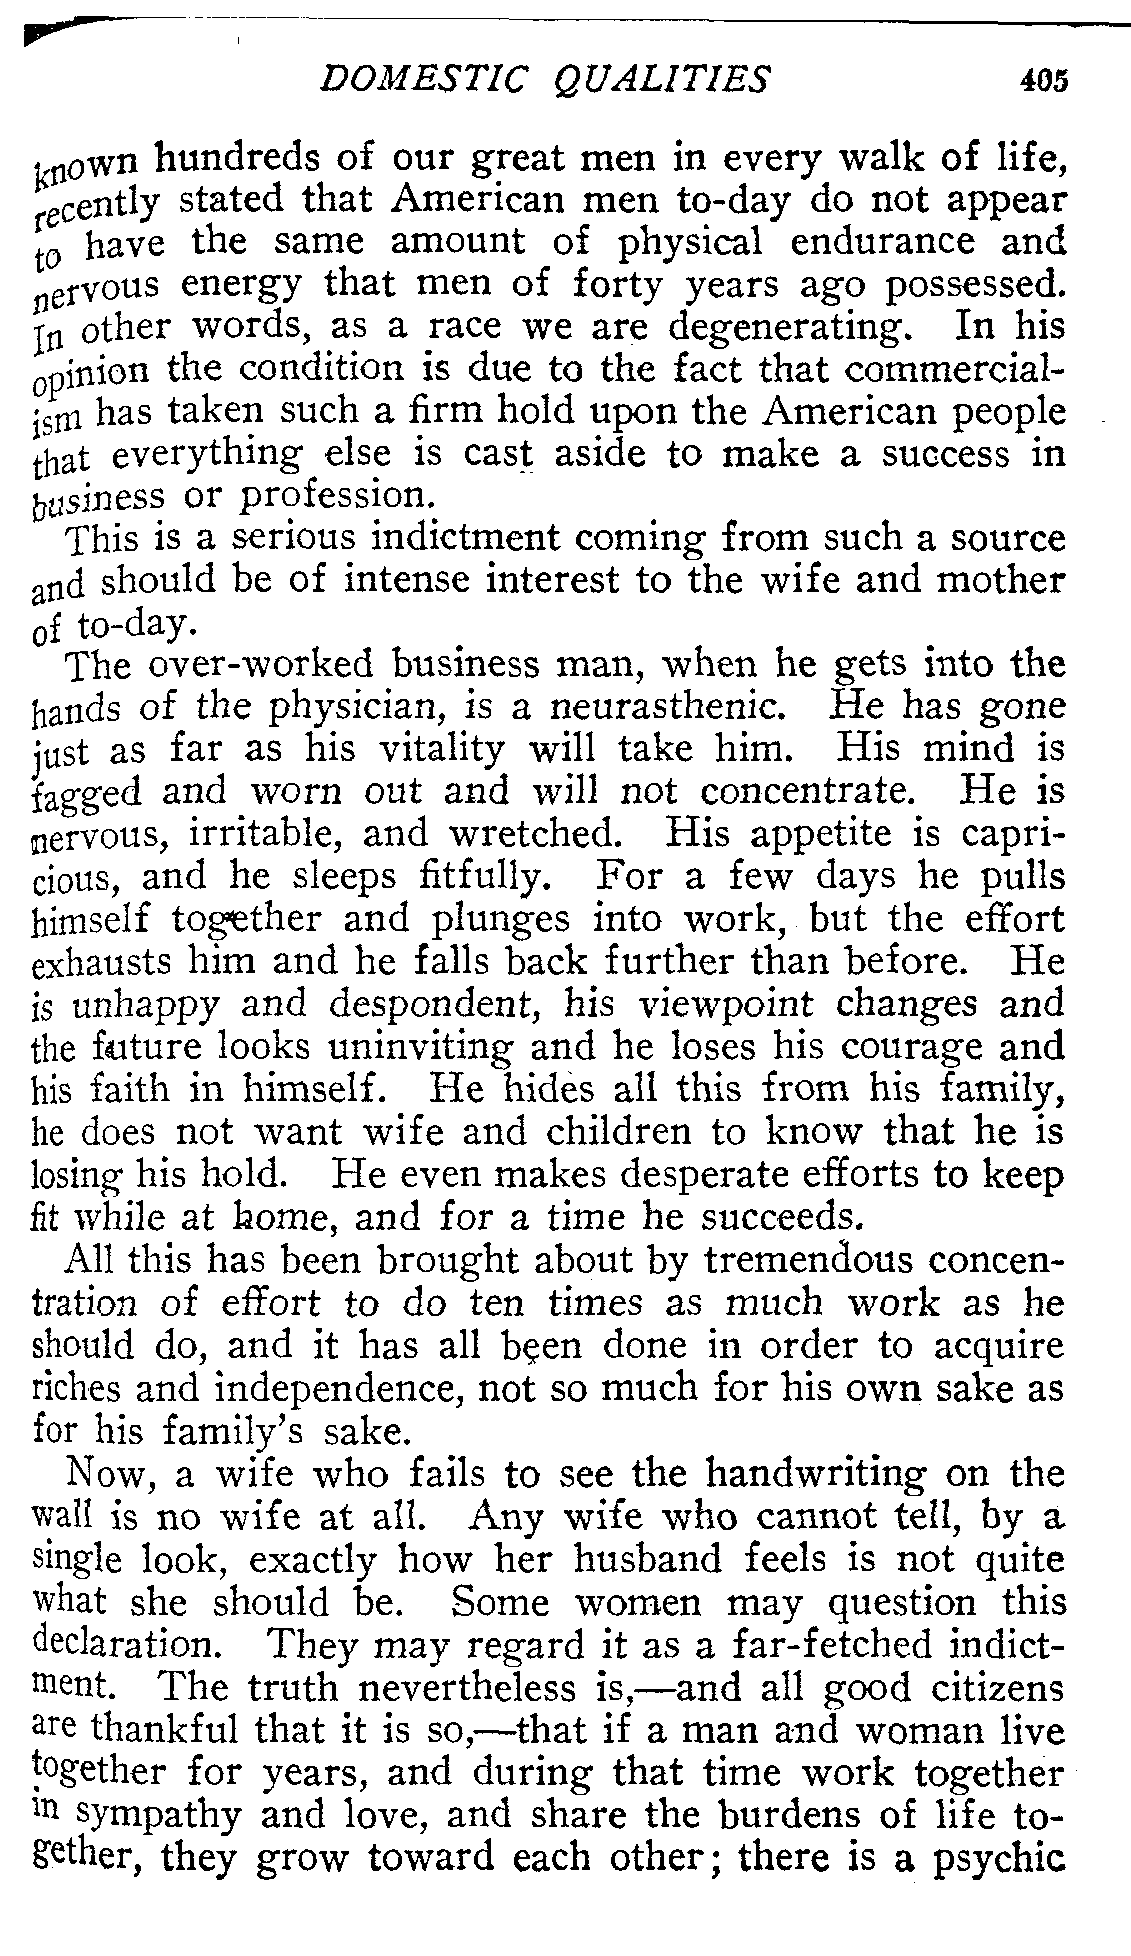 DOMESTIC QUALITIES 405
known hundreds of our great men in every walk of life,
recently stated that American men to-day do not appear
to have the same amount of physical endurance and
nervous energy that men of forty years ago possessed.
In other words, as a race we are degenerating. In his
opinion the condition is due to the fact that commercial-
ism has taken such a firm hold upon the American people
that everything else is cast aside to make a success in
business or profession.
This is a serious indictment coming from such a source
and should be of intense interest to the wife and mother
of to-day.
The over-worked business man, when he gets into the
hands of the physician, is a neurasthenic. He has gone
just as far as his vitality will take him. His mind is
fagged and worn out and will not concentrate. He is
nervous, irritable, and wretched. His appetite is capri-
cious, and he sleeps fitfully. For a few days he pulls
himself together and plunges into work, but the effort
exhausts him and he falls back further than before. He
is unhappy and despondent, his viewpoint changes and
the future looks uninviting and he loses his courage and
his faith in himself. He hides all this from his family,
he does not want wife and children to know that he is
losing his hold. He even makes desperate efforts to keep
fit while at home, and for a time he succeeds.
All this has been brought about by tremendous concen-
tration of effort to do ten times as much work as he
should do, and it has all been done in order to acquire
riches and independence, not so much for his own sake as
for his family's sake.
Now, a wife who fails to see the handwriting on the
wall is no wife at all. Any wife who cannot tell, by a
single look, exactly how her husband feels is not quite
what she should be. Some women may question this
declaration. They may regard it as a far-fetched indict-
ment. The truth nevertheless is,—and all good citizens
are thankful that it is so,—that if a man and woman live
together for years, and during that time work together
in sympathy and love, and share the burdens of life to-
gether, they grow toward each other; there is a psychic